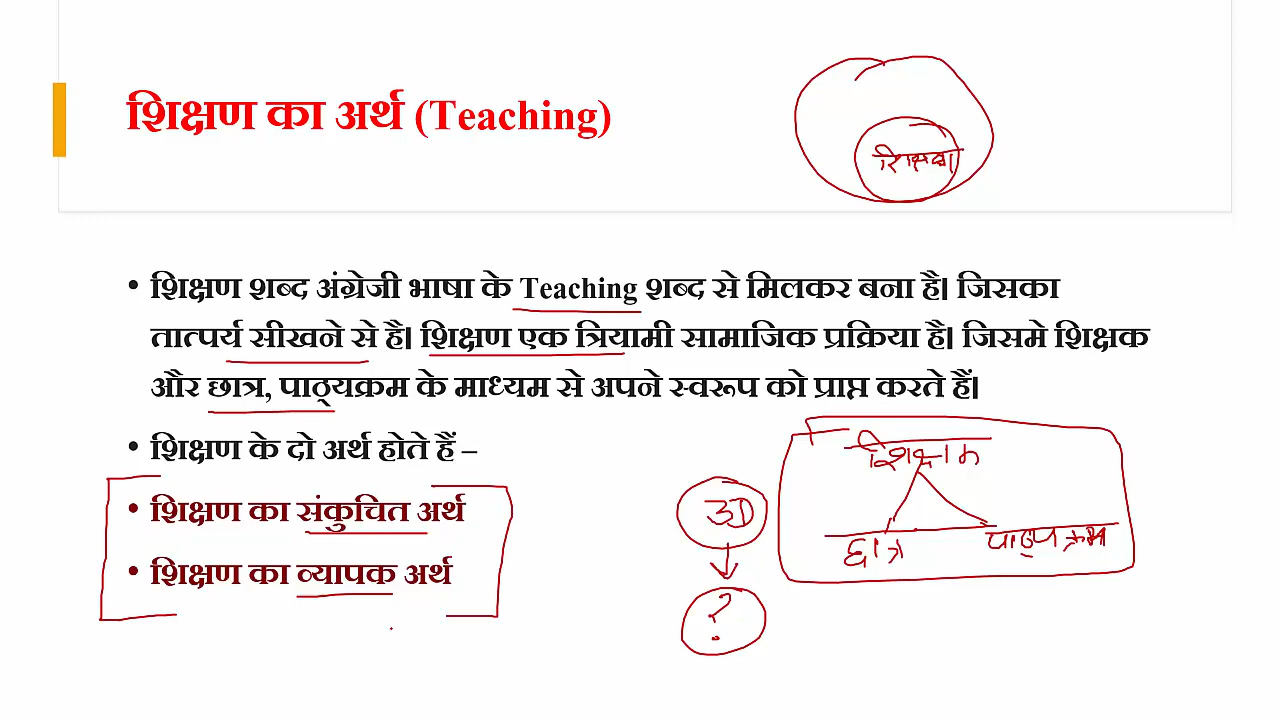 शिक्षण का अर्थ (Teaching)
• शिक्षण शब्द अंग्रेजी भाषा के Teaching शब्द से मिलकर बना है। जिसका
तात्पर्य सीखने से है। शिक्षण एक त्रियामी सामाजिक प्रक्रिया है। जिसमे शिक्षक
और छात्र, पाठ्यक्रम के माध्यम से अपने स्वरूप को प्राप्त करते हैं।
• शिक्षण के दो अर्थ होते हैं –
• शिक्षण का संकुचित अर्थ
• शिक्षण का व्यापक अर्थ
शिक्षक
छात्र
पाठ्यक्रम
3D
?